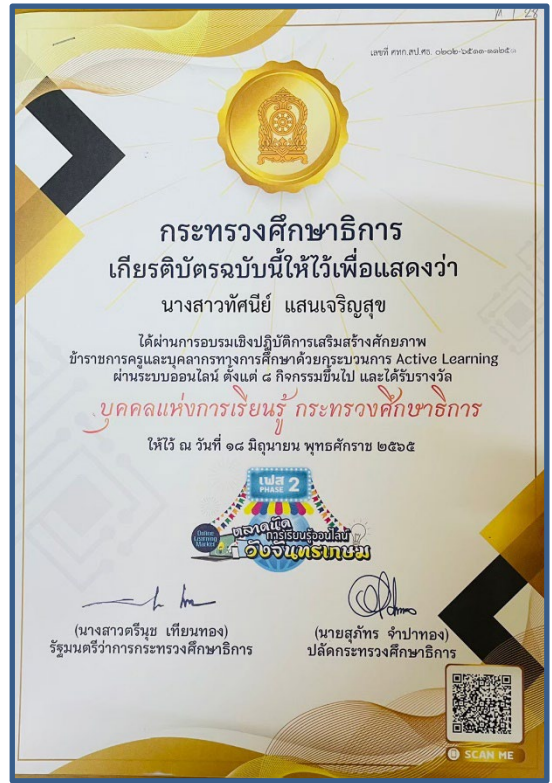 เลขที่ ศทก.สป.ศธ.
กระทรวงศึกษาธิการ
เกียรติบัตรฉบับนี้ให้ไว้เพื่อแสดงว่า
นางสาวทัศนีย์ แสนเจริญสุข
ได้ผ่านการอบรมเชิงปฏิบัติการเสริมสร้างศักยภาพ
ข้าราชการครูและบุคลากรทางการศึกษาด้วยกระบวนการ Active Learning
ผ่านระบบออนไลน์ ตั้งแต่ ๘ กิจกรรมขึ้นไป และได้รับรางวัล
บุคคลแห่งการเรียนรู้ กระทรวงศึกษาธิการ
ให้ไว้ ณ วันที่ ๑๘ มิถุนายน พุทธศักราช ๒๕๖๕
เฟส
PHASE 2
Online Learning Market
ตลาดนัด
การเรียนรู้ออนไลน์
วังจันทรเกษม
(นางสาวตรีนุช เทียนทอง)
รัฐมนตรีว่าการกระทรวงศึกษาธิการ
(นายสุภัทร จำปาทอง)
ปลัดกระทรวงศึกษาธิการ
SCAN ME